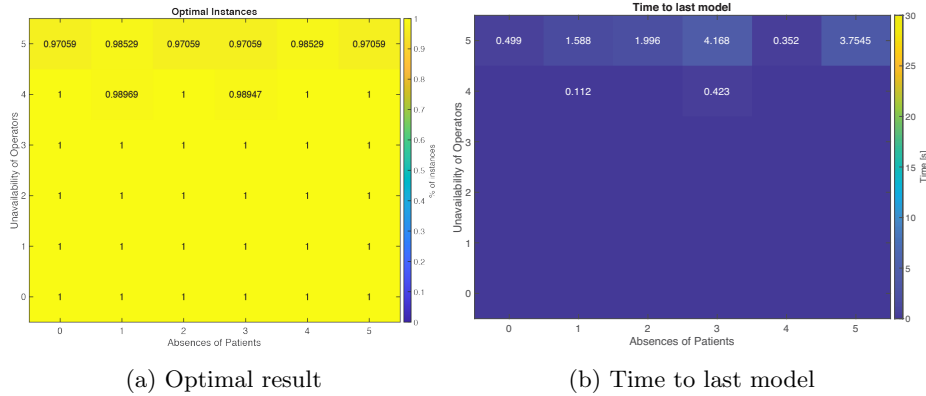 Optimal Instances
5 0.97059 0.98529 0.97059 0.97059 0.98529 0.97059
4 1 0.98969 1 0.98947 1 1
3 1 1 1 1 1 1
2 1 1 1 1 1 1
1 1 1 1 1 1 1
0 1 1 1 1 1 1
0 1 2 3 4 5
Absences of Patients
Unavailability of Operators
1
0.9
0.8
0.7
0.6
0.5
0.4
0.3
0.2
0.1
0
% of instances
(a) Optimal result
Time to last model
5 0.499 1.588 1.996 4.168 0.352 3.7545
4 0.112 0.423
3
2
1
0
0 1 2 3 4 5
Absences of Patients
Unavailability of Operators
30
25
20
15
10
5
0
Time [s]
(b) Time to last model